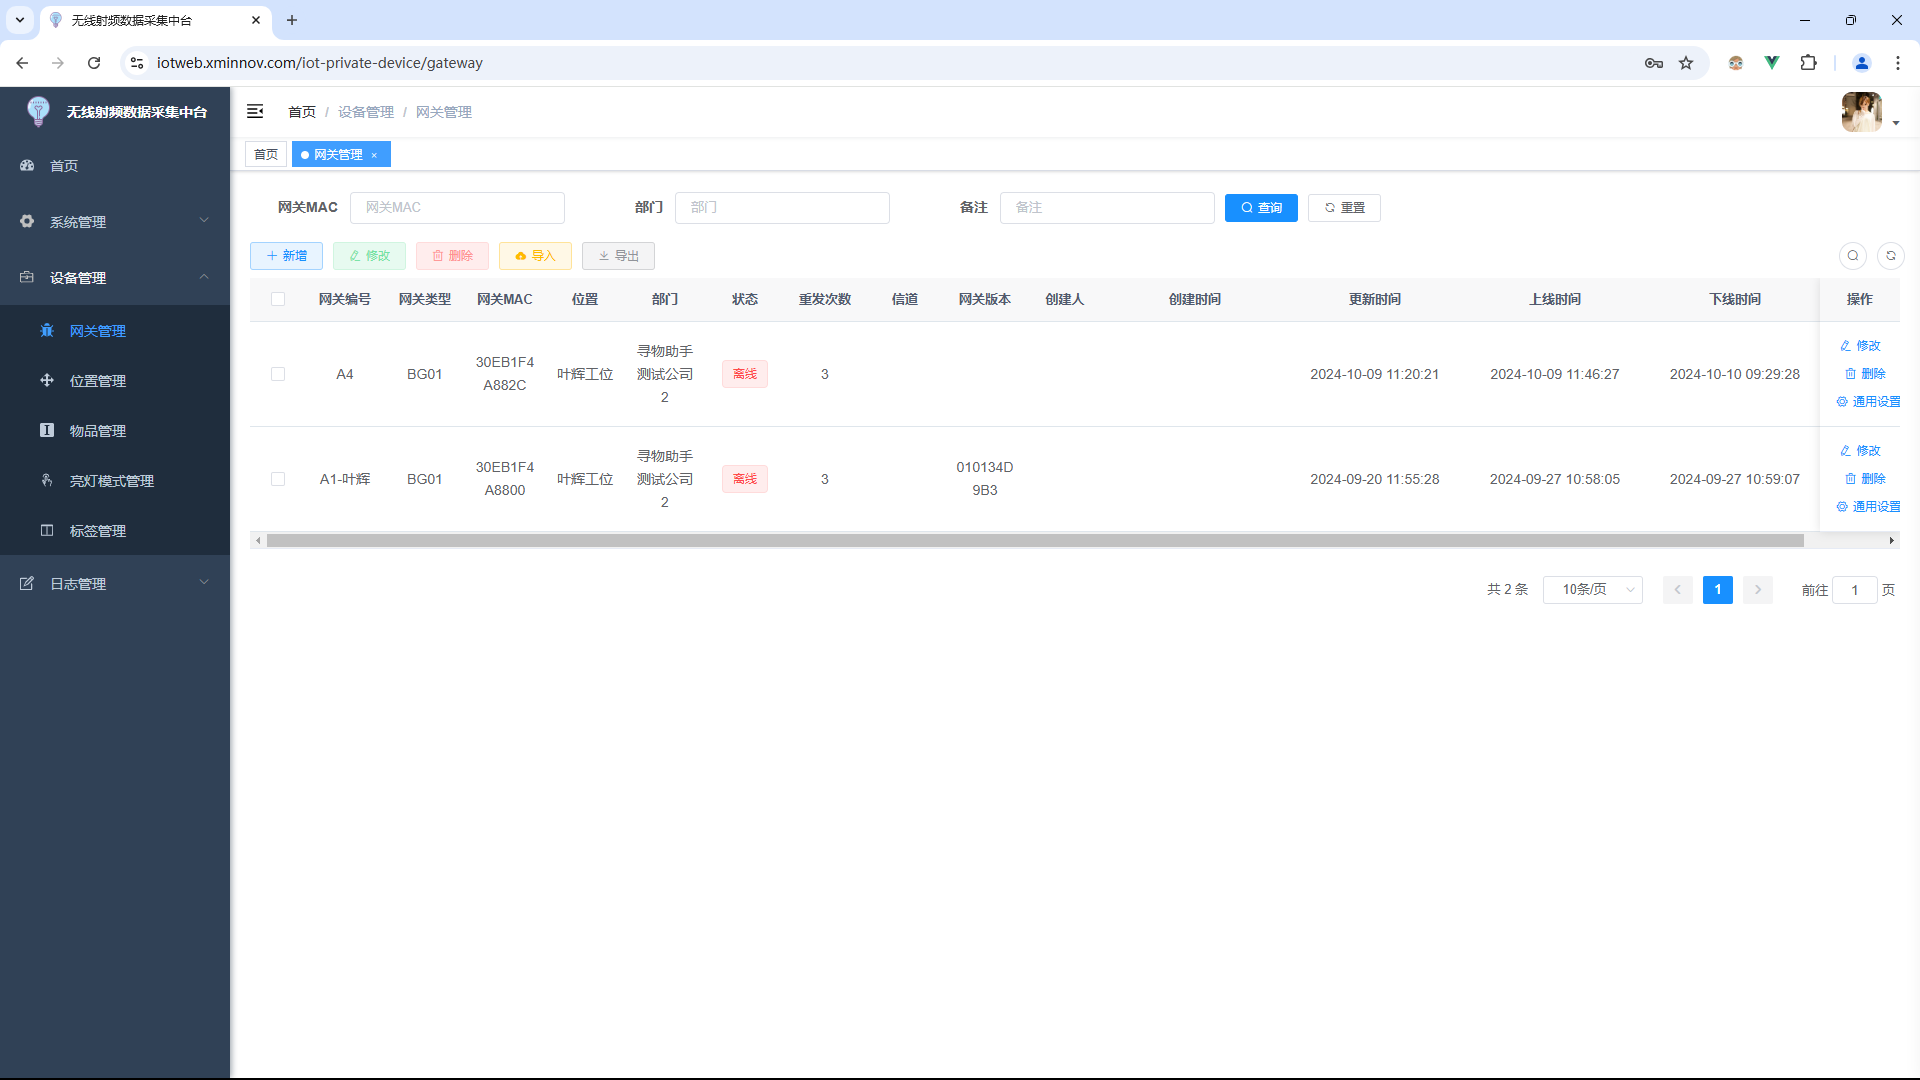 无线射频数据采集中台
iotweb.xminnov.com/iot-private-device/gateway
无线射频数据采集中台
首页
系统管理
设备管理
网关管理
位置管理
物品管理
亮灯模式管理
标签管理
日志管理
首页 / 设备管理 / 网关管理
首页 网关管理 ×
网关MAC 网关MAC 部门 部门 备注 备注 查询 重置
新增 修改 删除 导入 导出
网关编号 网关类型 网关MAC 位置 部门 状态 重发次数 信道 网关版本 创建人 创建时间 更新时间 上线时间 下线时间 操作
A4 BG01 30EB1F4A882C 叶辉工位 寻物助手测试公司2 离线 3 2024-10-09 11:20:21 2024-10-09 11:46:27 2024-10-10 09:29:28 修改 删除 通用设置
A1-叶辉 BG01 30EB1F4A8800 叶辉工位 寻物助手测试公司2 离线 3 010134D9B3 2024-09-20 11:55:28 2024-09-27 10:58:05 2024-09-27 10:59:07 修改 删除 通用设置
共 2 条 10条/页 1 前往 1 页